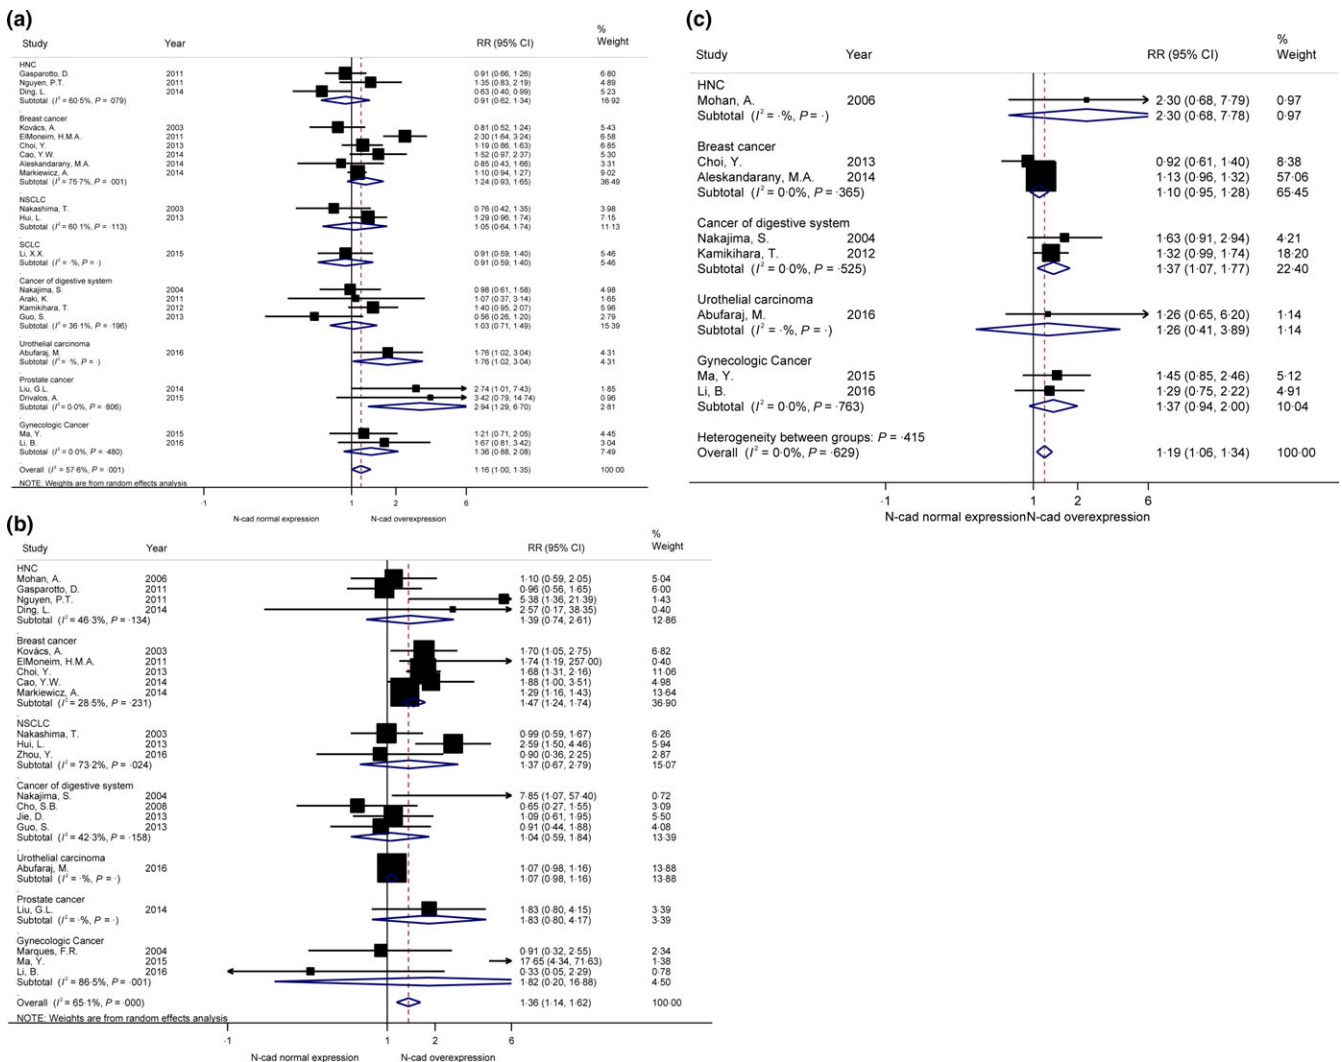 (a)
Study Year RR (95% CI) % Weight
HNC
Gasparotto, D. 2011 0·91 (0·66, 1·26) 6·80
Nguyen, P.T. 2011 1·35 (0·83, 2·19) 4·89
Ding, L. 2014 0·63 (0·40, 0·99) 5·23
Subtotal (I² = 60·5%, P = ·079) 0·91 (0·62, 1·34) 16·92
Breast cancer
Kovács, A. 2003 0·81 (0·52, 1·24) 5·43
ElMoneim, H.M.A. 2011 2·30 (1·64, 3·24) 6·58
Choi, Y. 2013 1·19 (0·86, 1·63) 6·85
Cao, Y.W. 2014 1·52 (0·97, 2·37) 5·30
Aleskandarany, M.A. 2014 0·85 (0·43, 1·66) 3·31
Markiewicz, A. 2014 1·10 (0·94, 1·27) 9·02
Subtotal (I² = 75·7%, P = ·001) 1·24 (0·93, 1·65) 36·49
NSCLC
Nakashima, T. 2003 0·76 (0·42, 1·35) 3·98
Hui, L. 2013 1·29 (0·96, 1·74) 7·15
Subtotal (I² = 60·1%, P = ·113) 1·05 (0·64, 1·74) 11·13
SCLC
Li, X.X. 2015 0·91 (0·59, 1·40) 5·46
Subtotal (I² = ·%, P = ·) 0·91 (0·59, 1·40) 5·46
Cancer of digestive system
Nakajima, S. 2004 0·98 (0·61, 1·58) 4·98
Araki, K. 2011 1·07 (0·37, 3·14) 1·65
Kamikihara, T. 2012 1·40 (0·95, 2·07) 5·96
Guo, S. 2013 0·56 (0·26, 1·20) 2·79
Subtotal (I² = 36·1%, P = ·196) 1·03 (0·71, 1·49) 15·39
Urothelial carcinoma
Abufaraj, M. 2016 1·76 (1·02, 3·04) 4·31
Subtotal (I² = ·%, P = ·) 1·76 (1·02, 3·04) 4·31
Prostate cancer
Liu, G.L. 2014 2·74 (1·01, 7·43) 1·85
Drivalos, A. 2015 3·42 (0·79, 14·74) 0·96
Subtotal (I² = 0·0%, P = ·806) 2·94 (1·29, 6·70) 2·81
Gynecologic Cancer
Ma, Y. 2015 1·21 (0·71, 2·05) 4·45
Li, B. 2016 1·67 (0·81, 3·42) 3·04
Subtotal (I² = 0·0%, P = ·480) 1·36 (0·88, 2·08) 7·49
Overall (I² = 57·6%, P = ·001) 1·16 (1·00, 1·35) 100·00
NOTE: Weights are from random effects analysis
·1 1 2 6
N-cad normal expression N-cad overexpression
(b)
Study Year RR (95% CI) % Weight
HNC
Mohan, A. 2006 1·10 (0·59, 2·05) 5·04
Gasparotto, D. 2011 0·96 (0·56, 1·65) 6·00
Nguyen, P.T. 2011 5·38 (1·36, 21·39) 1·43
Ding, L. 2014 2·57 (0·17, 38·35) 0·40
Subtotal (I² = 46·3%, P = ·134) 1·39 (0·74, 2·61) 12·86
Breast cancer
Kovács, A. 2003 1·70 (1·05, 2·75) 6·82
ElMoneim, H.M.A. 2011 1·74 (1·19, 257·00) 0·40
Choi, Y. 2013 1·68 (1·31, 2·16) 11·06
Cao, Y.W. 2014 1·88 (1·00, 3·51) 4·98
Markiewicz, A. 2014 1·29 (1·16, 1·43) 13·64
Subtotal (I² = 28·5%, P = ·231) 1·47 (1·24, 1·74) 36·90
NSCLC
Nakashima, T. 2003 0·99 (0·59, 1·67) 6·26
Hui, L. 2013 2·59 (1·50, 4·46) 5·94
Zhou, Y. 2016 0·90 (0·36, 2·25) 2·87
Subtotal (I² = 73·2%, P = ·024) 1·37 (0·67, 2·79) 15·07
Cancer of digestive system
Nakajima, S. 2004 7·85 (1·07, 57·40) 0·72
Cho, S.B. 2008 0·65 (0·27, 1·55) 3·09
Jie, D. 2013 1·09 (0·61, 1·95) 5·50
Guo, S. 2013 0·91 (0·44, 1·88) 4·08
Subtotal (I² = 42·3%, P = ·158) 1·04 (0·59, 1·84) 13·39
Urothelial carcinoma
Abufaraj, M. 2016 1·07 (0·98, 1·16) 13·88
Subtotal (I² = ·%, P = ·) 1·07 (0·98, 1·16) 13·88
Prostate cancer
Liu, G.L. 2014 1·83 (0·80, 4·15) 3·39
Subtotal (I² = ·%, P = ·) 1·83 (0·80, 4·17) 3·39
Gynecologic Cancer
Marques, F.R. 2004 0·91 (0·32, 2·55) 2·34
Ma, Y. 2015 17·65 (4·34, 71·63) 1·38
Li, B. 2016 0·33 (0·05, 2·29) 0·78
Subtotal (I² = 86·5%, P = ·001) 1·82 (0·20, 16·88) 4·50
Overall (I² = 65·1%, P = ·000) 1·36 (1·14, 1·62) 100·00
NOTE: Weights are from random effects analysis
·1 1 2 6
N-cad normal expression N-cad overexpression
(c)
Study Year RR (95% CI) % Weight
HNC
Mohan, A. 2006 2·30 (0·68, 7·79) 0·97
Subtotal (I² = ·%, P = ·) 2·30 (0·68, 7·78) 0·97
Breast cancer
Choi, Y. 2013 0·92 (0·61, 1·40) 8·38
Aleskandarany, M.A. 2014 1·13 (0·96, 1·32) 57·06
Subtotal (I² = 0·0%, P = ·365) 1·10 (0·95, 1·28) 65·45
Cancer of digestive system
Nakajima, S. 2004 1·63 (0·91, 2·94) 4·21
Kamikihara, T. 2012 1·32 (0·99, 1·74) 18·20
Subtotal (I² = 0·0%, P = ·525) 1·37 (1·07, 1·77) 22·40
Urothelial carcinoma
Abufaraj, M. 2016 1·26 (0·65, 6·20) 1·14
Subtotal (I² = ·%, P = ·) 1·26 (0·41, 3·89) 1·14
Gynecologic Cancer
Ma, Y. 2015 1·45 (0·85, 2·46) 5·12
Li, B. 2016 1·29 (0·75, 2·22) 4·91
Subtotal (I² = 0·0%, P = ·763) 1·37 (0·94, 2·00) 10·04
Heterogeneity between groups: P = ·415
Overall (I² = 0·0%, P = ·629) 1·19 (1·06, 1·34) 100·00
·1 1 2 6
N-cad normal expression N-cad overexpression